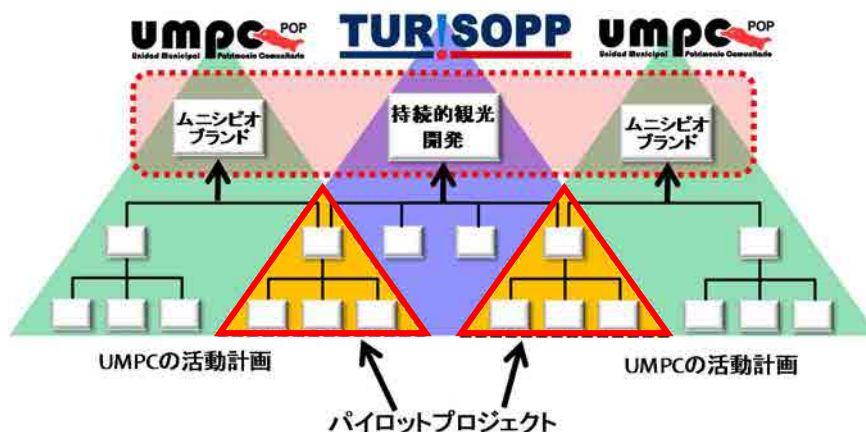 umpc POP
Unidad Municipal Patrimonio Comunitario
TUR!SOPP
umpc POP
Unidad Municipal Patrimonio Comunitario
ムニシピオ
ブランド
持続的観光
開発
ムニシピオ
ブランド
UMPCの活動計画
UMPCの活動計画
パイロットプロジェクト